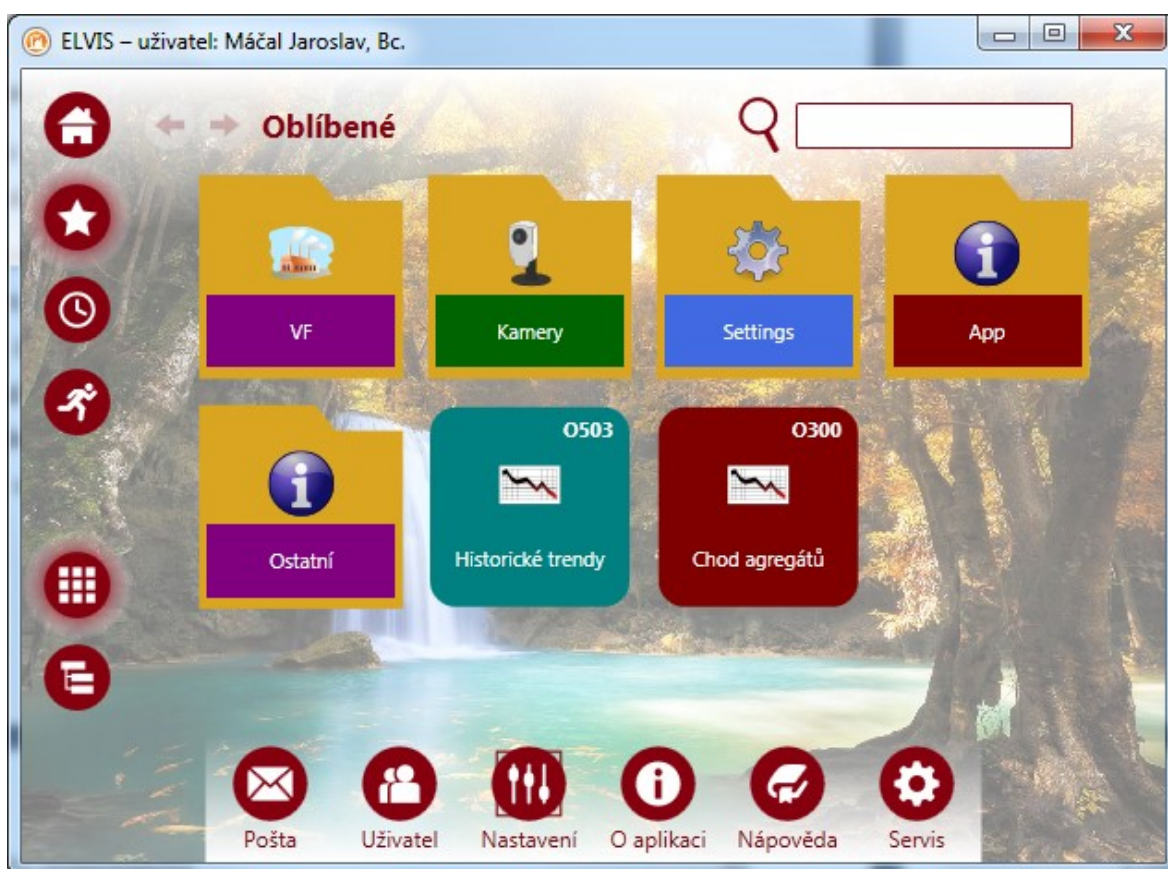 ELVIS – uživatel: Máčal Jaroslav, Bc.
Oblíbené
VF
Kamery
Settings
App
Ostatní
O503
Historické trendy
O300
Chod agregátů
Pošta
Uživatel
Nastavení
O aplikaci
Nápověda
Servis